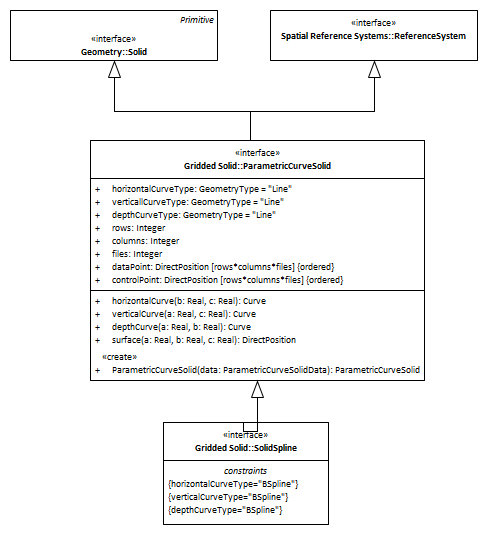 Primitive
«interface»
Geometry::Solid
«interface»
Spatial Reference Systems::ReferenceSystem
«interface»
Gridded Solid::ParametricCurveSolid
+ horizontalCurveType: GeometryType = "Line"
+ verticallCurveType: GeometryType = "Line"
+ depthCurveType: GeometryType = "Line"
+ rows: Integer
+ columns: Integer
+ files: Integer
+ dataPoint: DirectPosition [rows*columns*files] {ordered}
+ controlPoint: DirectPosition [rows*columns*files] {ordered}
+ horizontalCurve(b: Real, c: Real): Curve
+ verticalCurve(a: Real, c: Real): Curve
+ depthCurve(a: Real, b: Real): Curve
+ surface(a: Real, b: Real, c: Real): DirectPosition
«create»
+ ParametricCurveSolid(data: ParametricCurveSolidData): ParametricCurveSolid
«interface»
Gridded Solid::SolidSpline
constraints
{horizontalCurveType="BSpline"}
{verticalCurveType="BSpline"}
{depthCurveType="BSpline"}